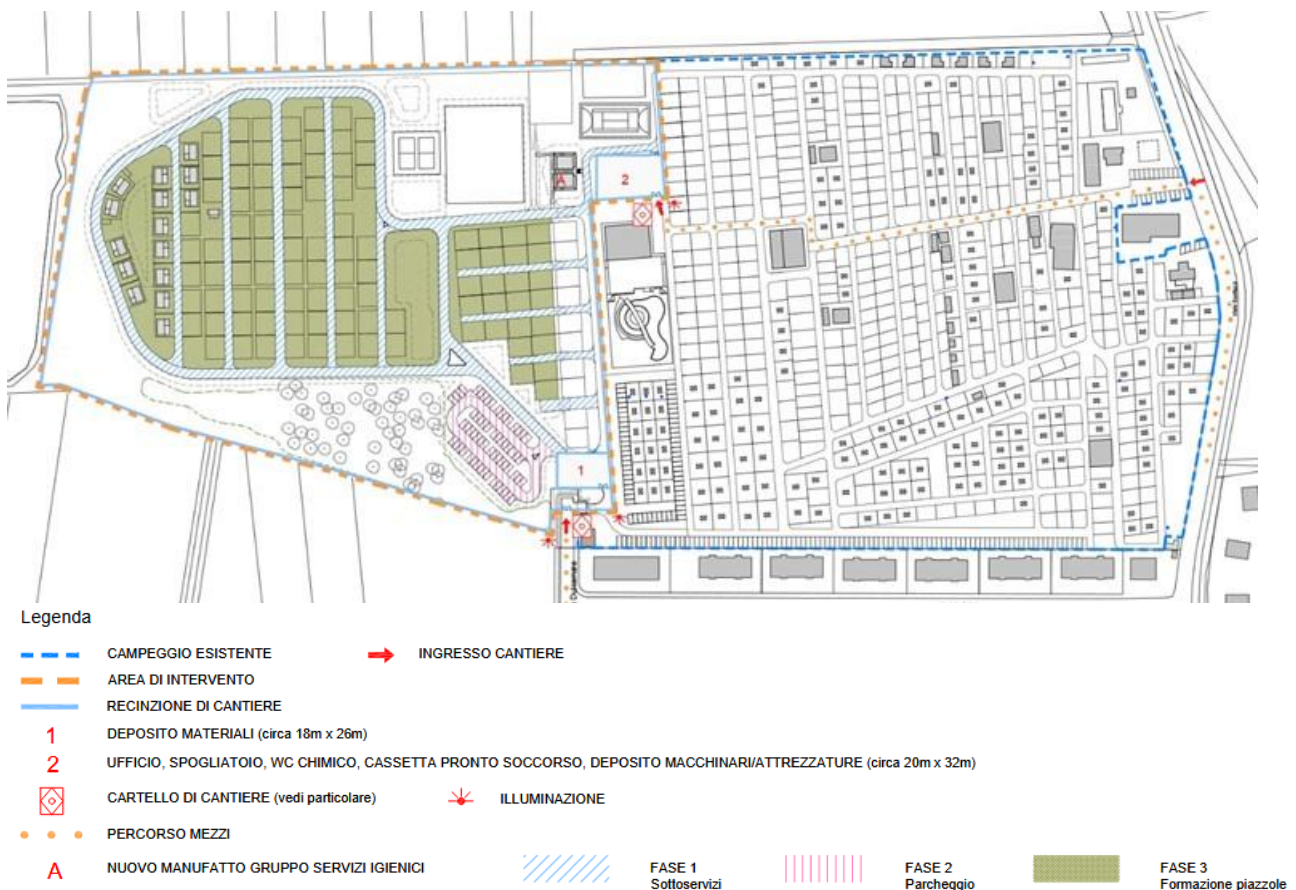 A
2
1
Legenda
CAMPEGGIO ESISTENTE
INGRESSO CANTIERE
AREA DI INTERVENTO
RECINZIONE DI CANTIERE
1 DEPOSITO MATERIALI (circa 18m x 26m)
2 UFFICIO, SPOGLIATOIO, WC CHIMICO, CASSETTA PRONTO SOCCORSO, DEPOSITO MACCHINARI/ATTREZZATURE (circa 20m x 32m)
CARTELLO DI CANTIERE (vedi particolare)
ILLUMINAZIONE
PERCORSO MEZZI
A NUOVO MANUFATTO GRUPPO SERVIZI IGIENICI
FASE 1
Sottoservizi
FASE 2
Parcheggio
FASE 3
Formazione piazzole